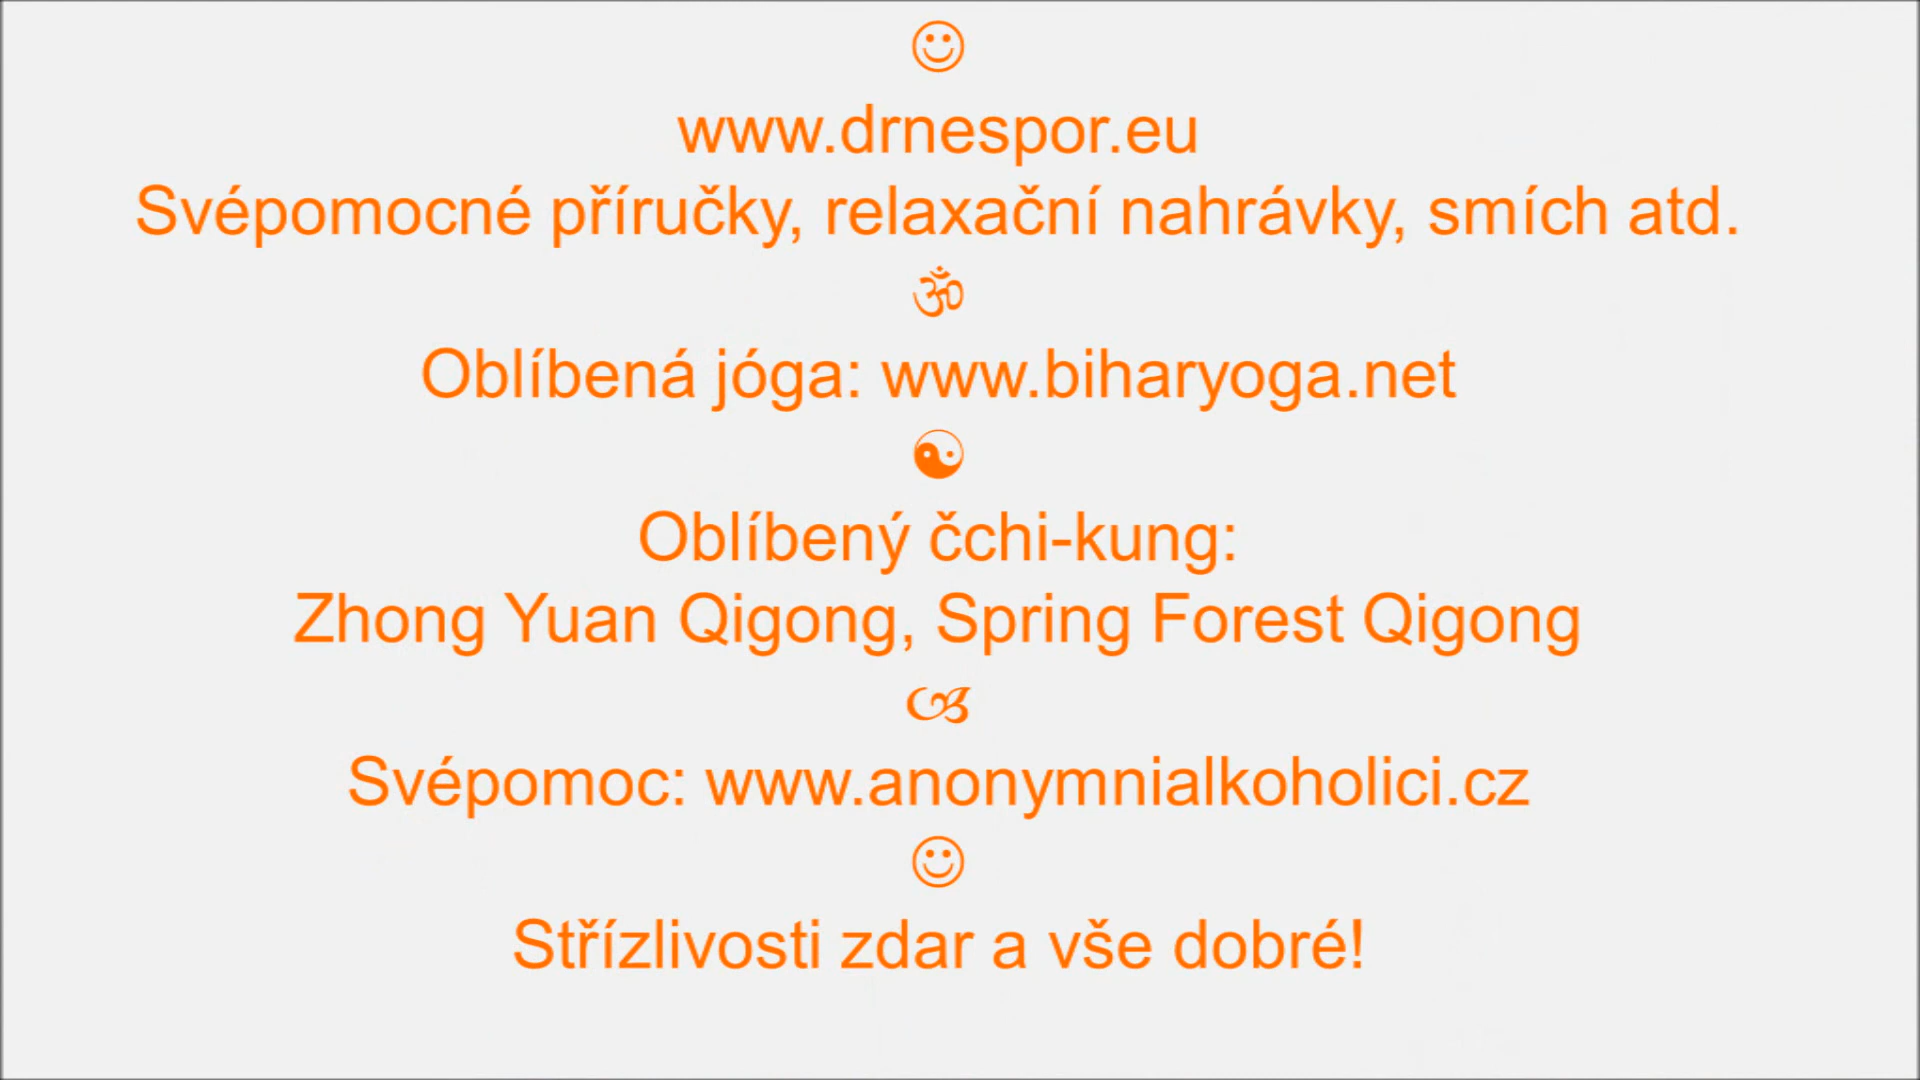 ☺
www.drnespor.eu
Svépomocné příručky, relaxační nahrávky, smích atd.
ॐ
Oblíbená jóga: www.biharyoga.net
☯
Oblíbený čchi-kung:
Zhong Yuan Qigong, Spring Forest Qigong
🙚
Svépomoc: www.anonymnialkoholici.cz
☺
Střízlivosti zdar a vše dobré!